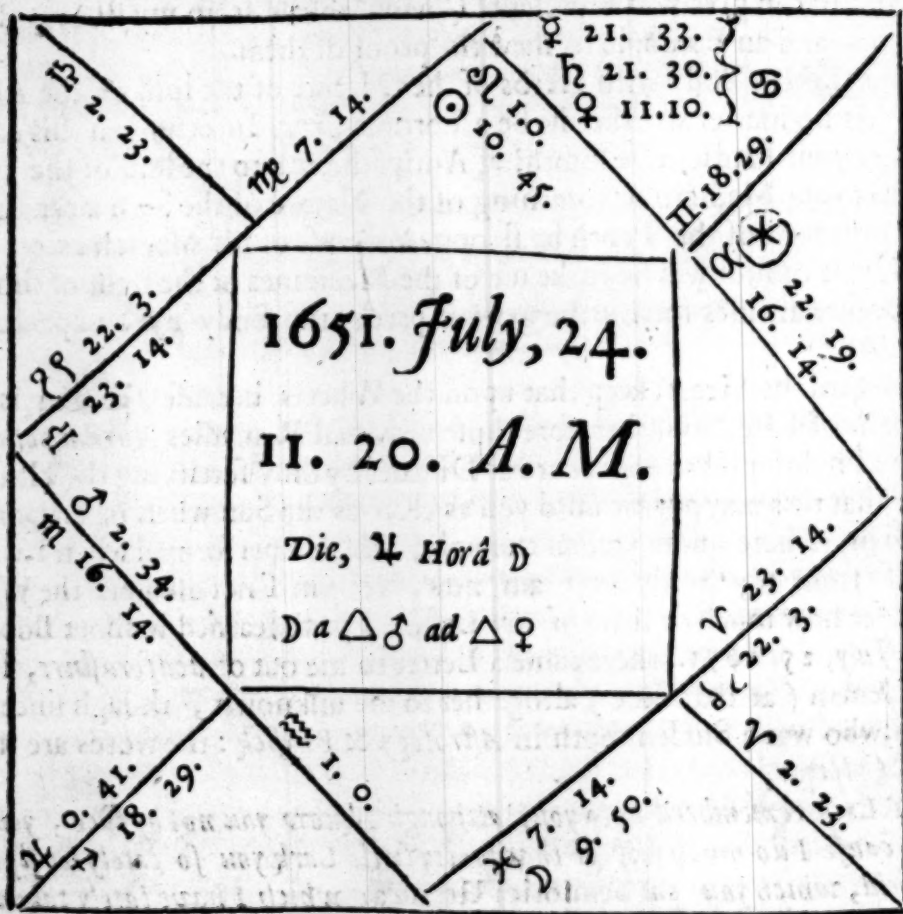 ☿ 21. 33.
♄ 21. 30.
♀ 11. 10.
♋
♌ 2. 23.
♍ 7. 14.
♋ 1. 0.
☉ 10. 45.
♊ 18. 29.
⊛ 22. 19.
♉ 16. 14.
☊ 22. 3.
♎ 23. 14.
1651. July, 24.
11. 20. A. M.
Die, ♃ Horâ ☽
☽ a △ ♂ ad △ ♀
♂ 2. 34.
♏ 16. 14.
♈ 23. 14.
☋ 22. 3.
♃ 0. 41.
♐ 18. 29.
♑ 1. 0.
♓ 7. 14.
☽ 9. 50.
♒ 2. 23.